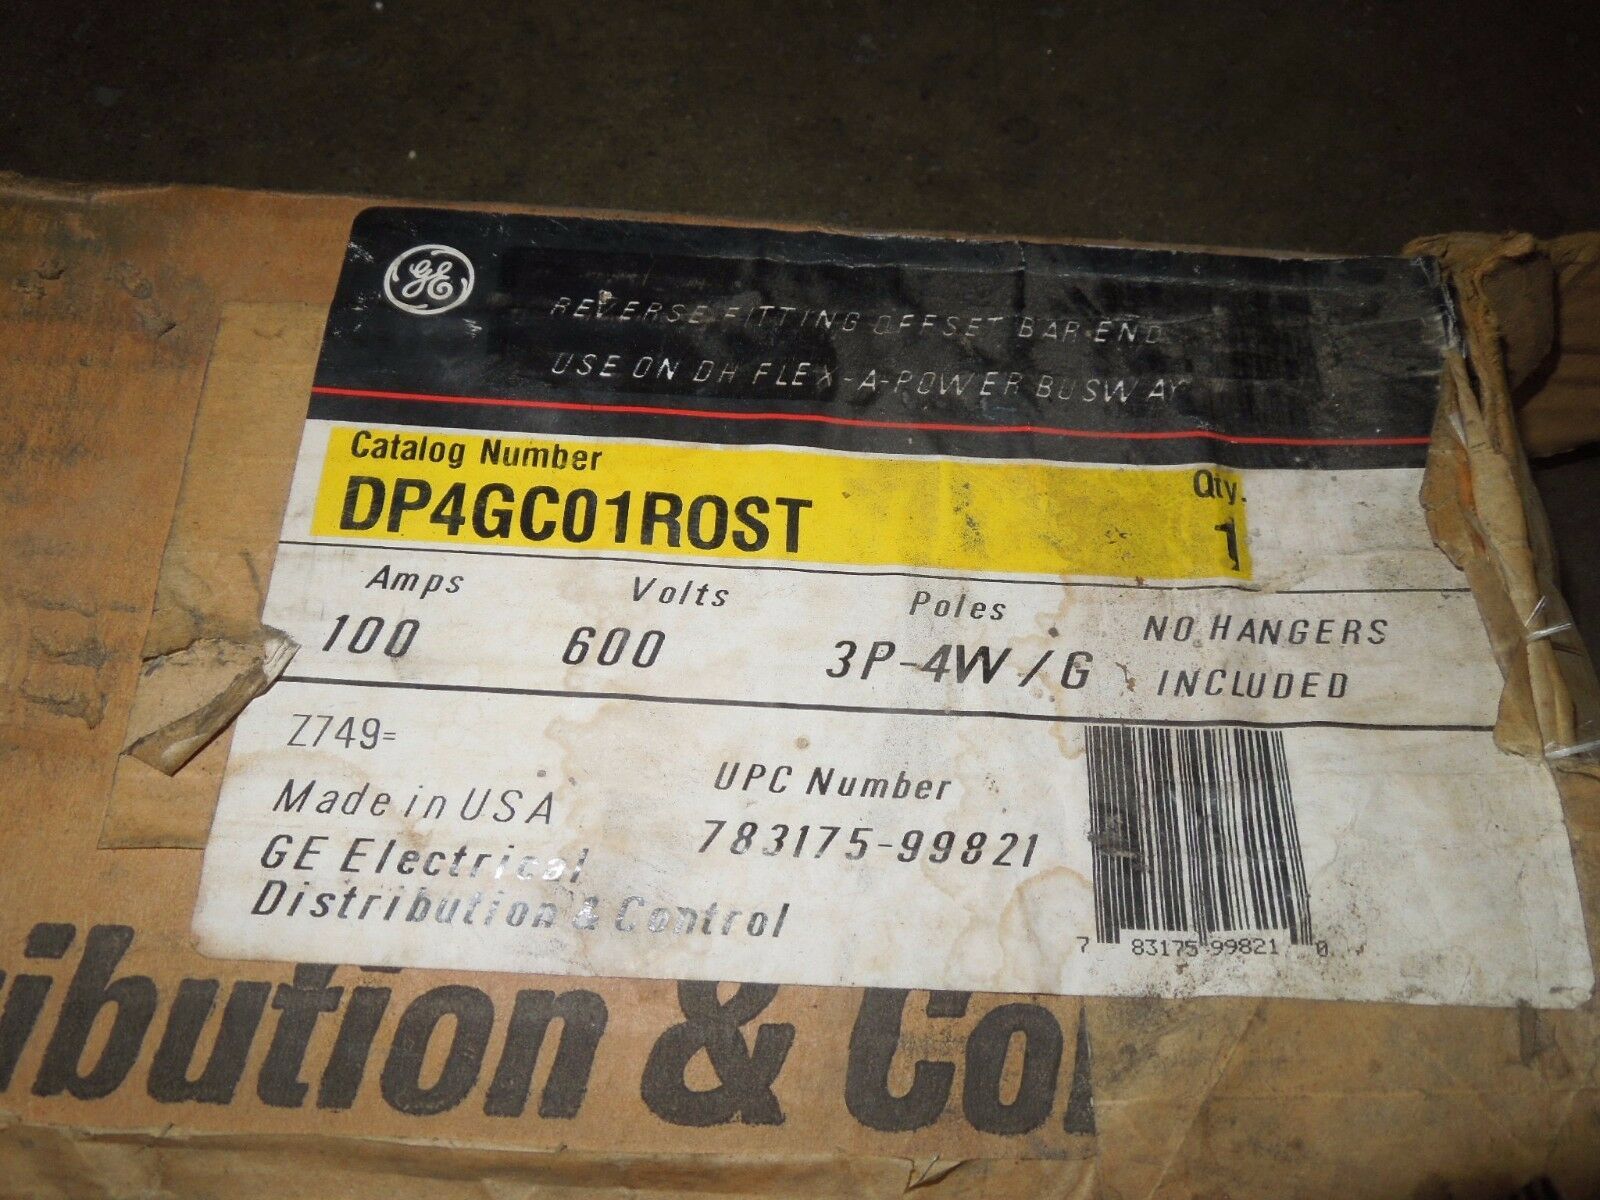 GE
REVERSE FITTING OFFSET BAR END
USE ON DH FLEX-A-POWER BUSWAY
Catalog Number
Qty.
DP4GC01ROST
1
Amps
Volts
Poles
100
600
3P-4W/G
NO HANGERS
INCLUDED
Z749=
Made in USA
GE Electrical
Distribution & Control
UPC Number
783175-99821
7 83175 99821 0
ribution & Co